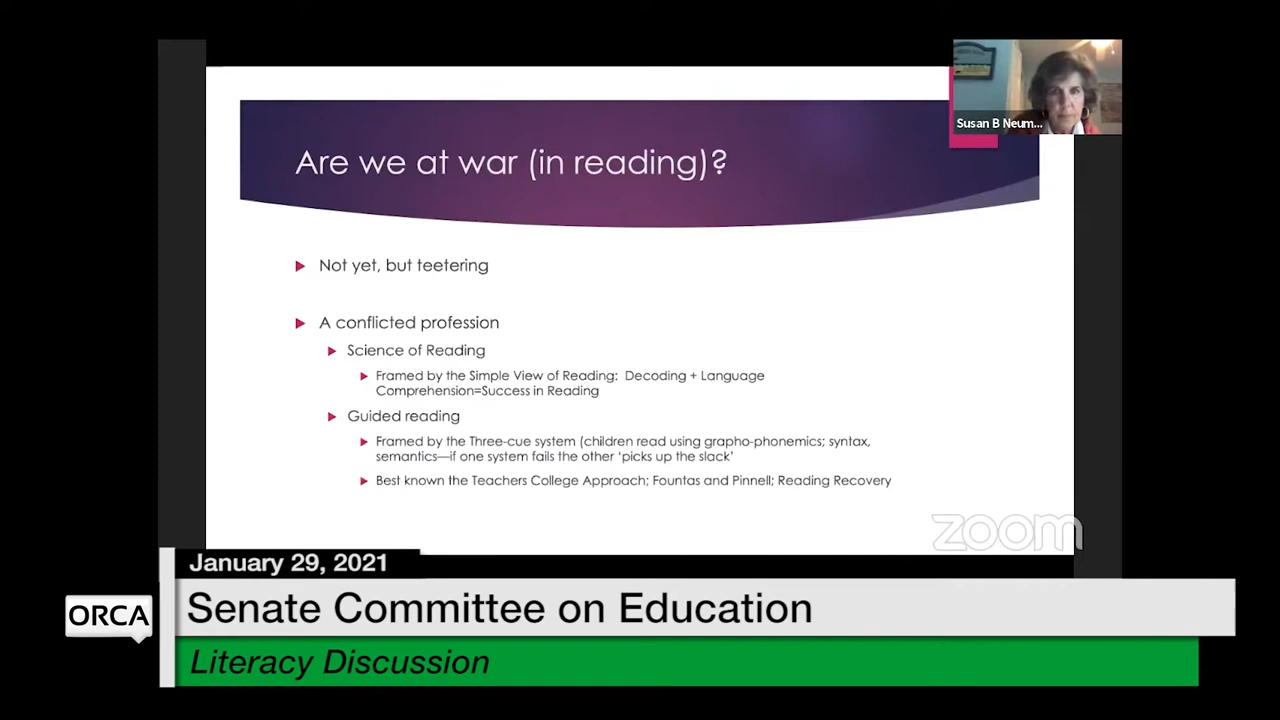 Susan B Neum...
Are we at war (in reading)?
Not yet, but teetering
A conflicted profession
Science of Reading
Framed by the Simple View of Reading: Decoding + Language
Comprehension=Success in Reading
Guided reading
Framed by the Three-cue system (children read using grapho-phonemics; syntax,
semantics—if one system fails the other ‘picks up the slack’
Best known the Teachers College Approach; Fountas and Pinnell; Reading Recovery
zoom
January 29, 2021
ORCA
Senate Committee on Education
Literacy Discussion